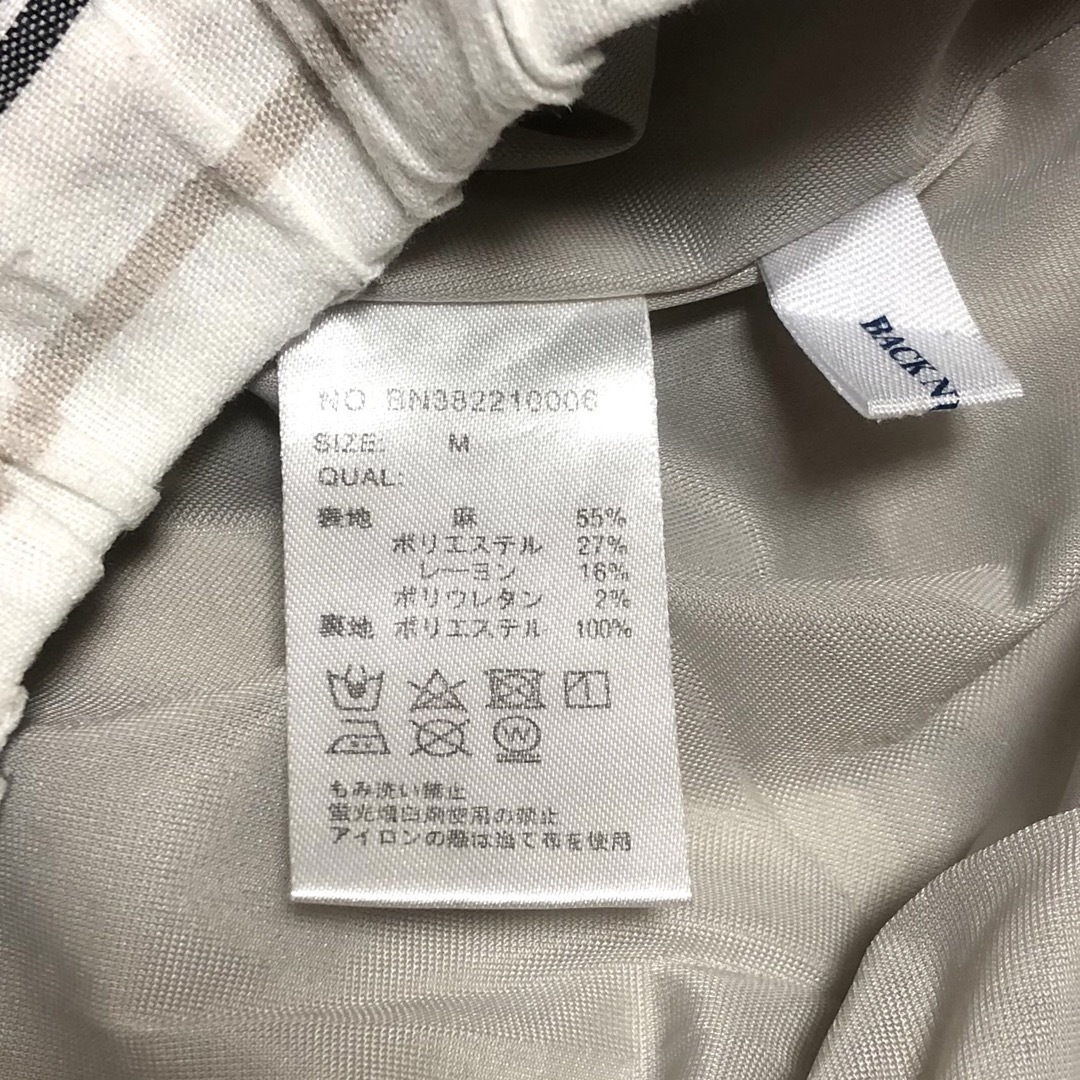 NO BN382210006
SIZE: M
QUAL:
表地 麻 55%
ポリエステル 27%
レーヨン 16%
ポリウレタン 2%
裏地 ポリエステル 100%
W
もみ洗い禁止
蛍光増白剤使用の禁止
アイロンの際は当て布を使用
BACK N